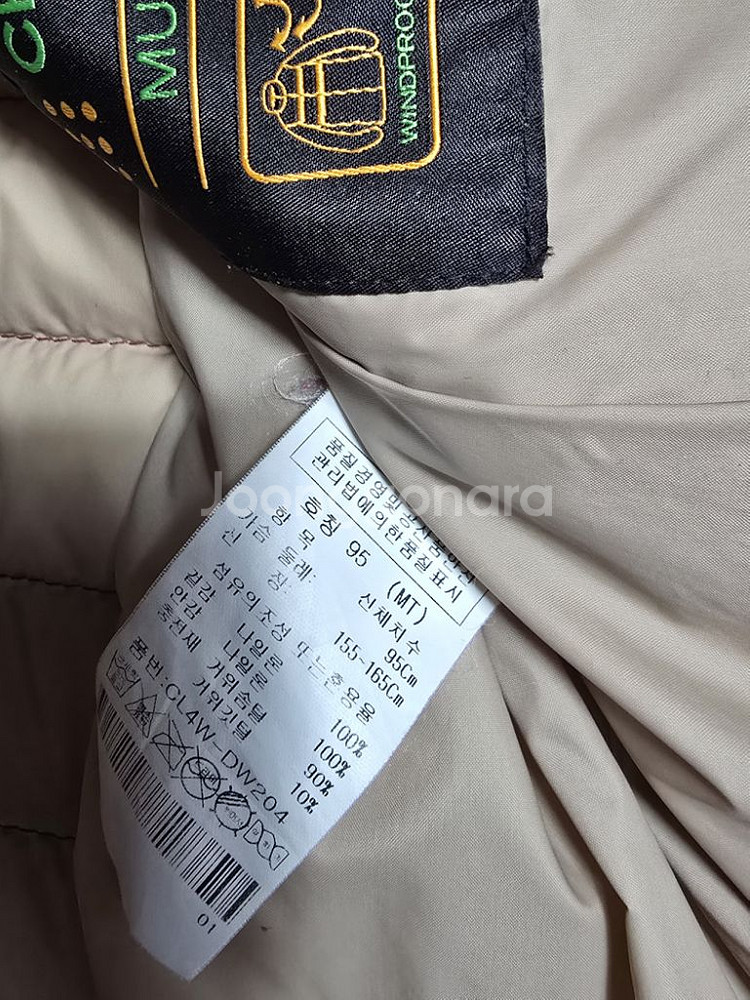 MU
WINDPROO
품질경영및공산품안전
관리법에의한품질표시
호칭 95 (MT)
항 목 신체치수
가슴 둘레: 95Cm
신 장: 155~165Cm
섬유의조성 또는혼용율
겉감 나일론 100%
안감 나일론 100%
충전재 거위솜털 90%
거위깃털 10%
품번:CL4W-DW204
01